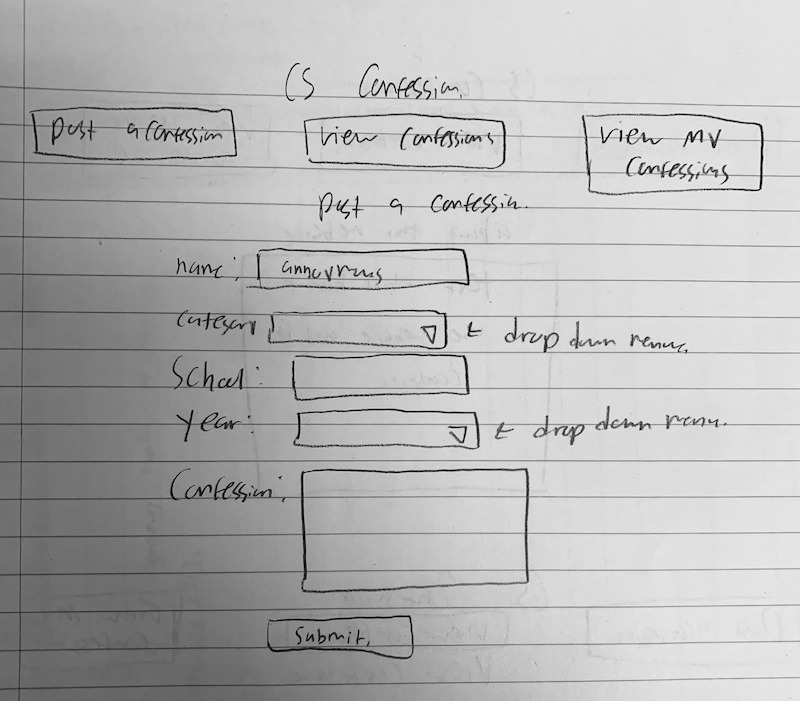 CS Confession.
post a confession
view confessions
view my
confessions
post a confession.
name:
category
← drop down menu.
School:
year:
← drop down menu.
Confession:
Submit.